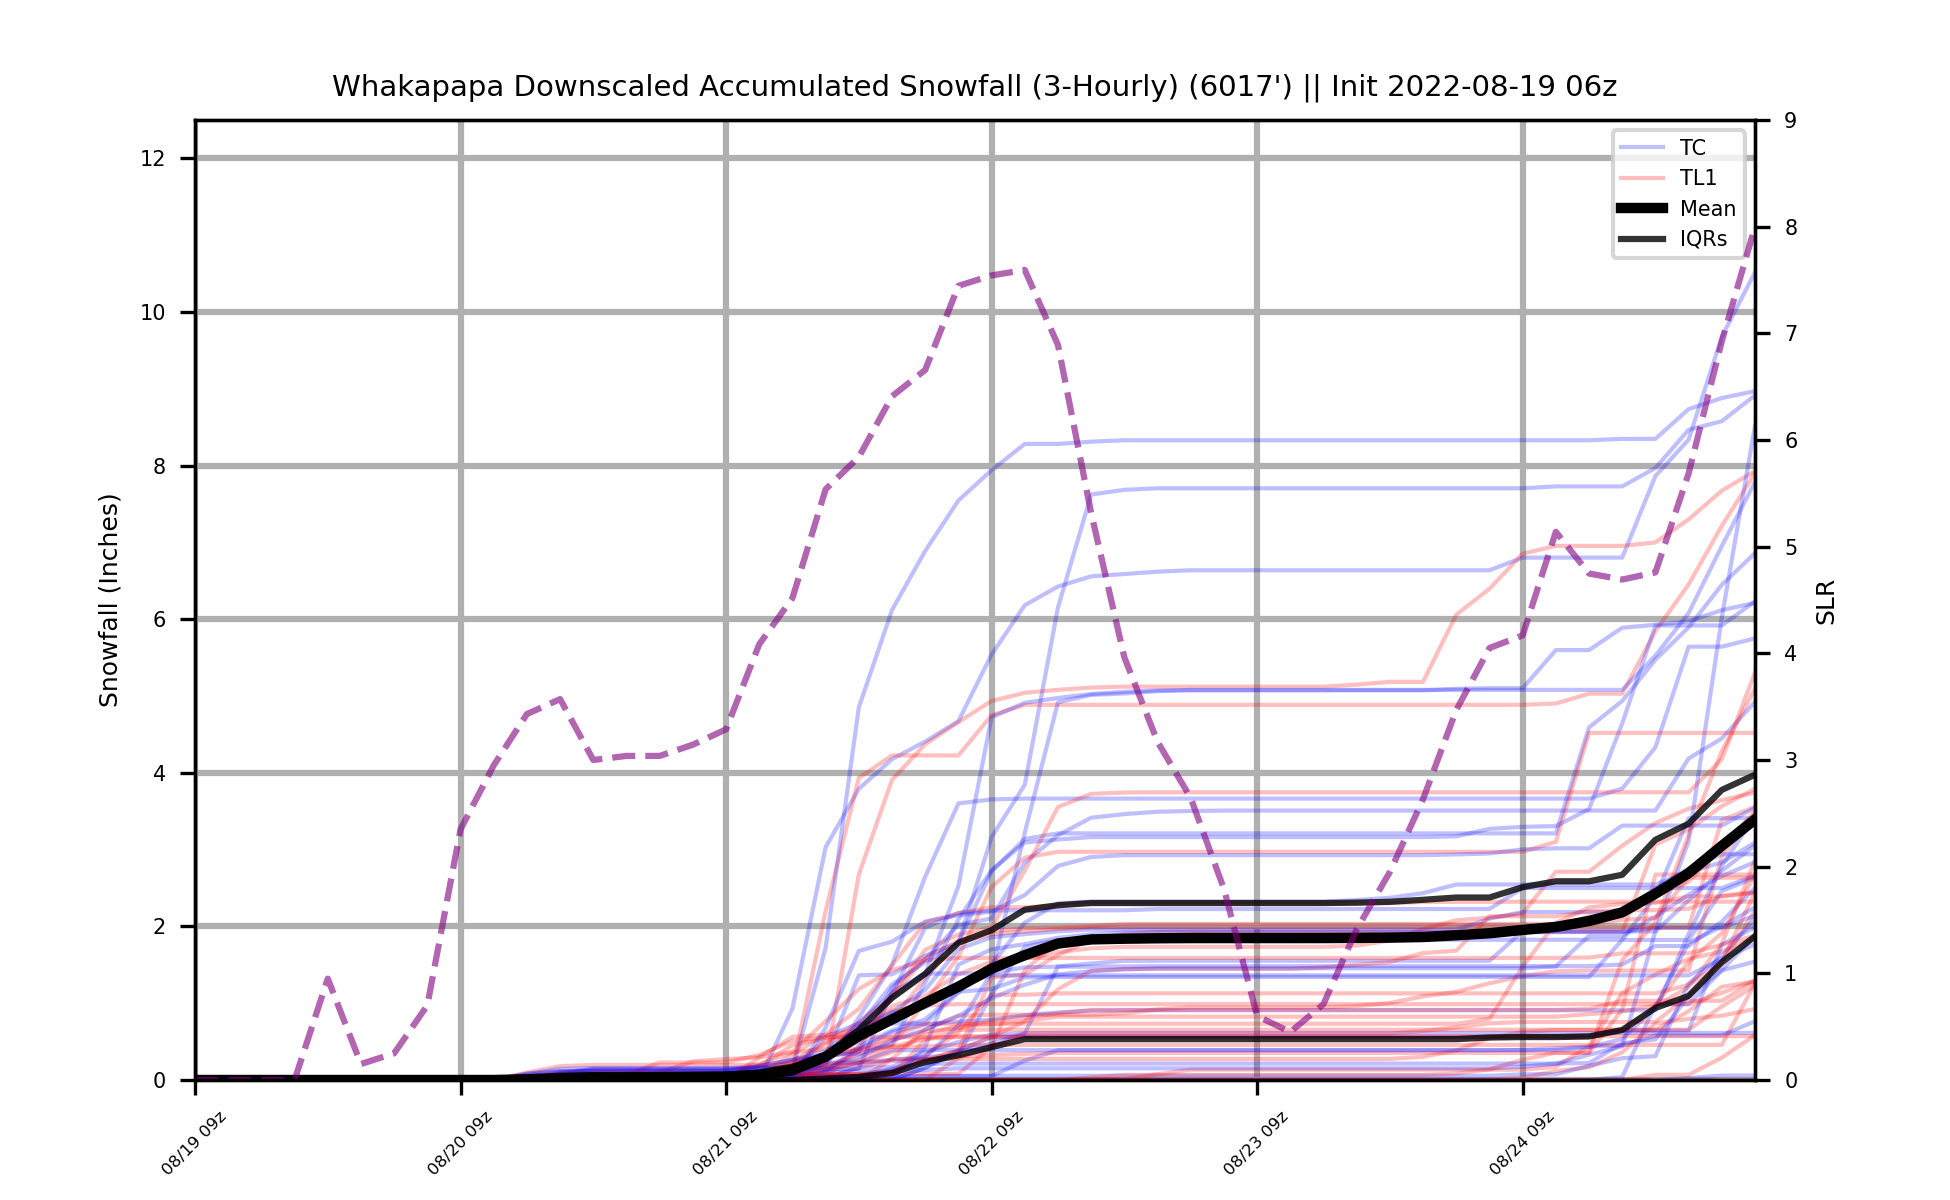 Whakapapa Downscaled Accumulated Snowfall (3-Hourly) (6017') || Init 2022-08-19 06z
TC
TL1
Mean
IQRs
Snowfall (Inches)
12
10
8
6
4
2
0
SLR
9
8
7
6
5
4
3
2
1
0
08/19 09z
08/20 09z
08/21 09z
08/22 09z
08/23 09z
08/24 09z